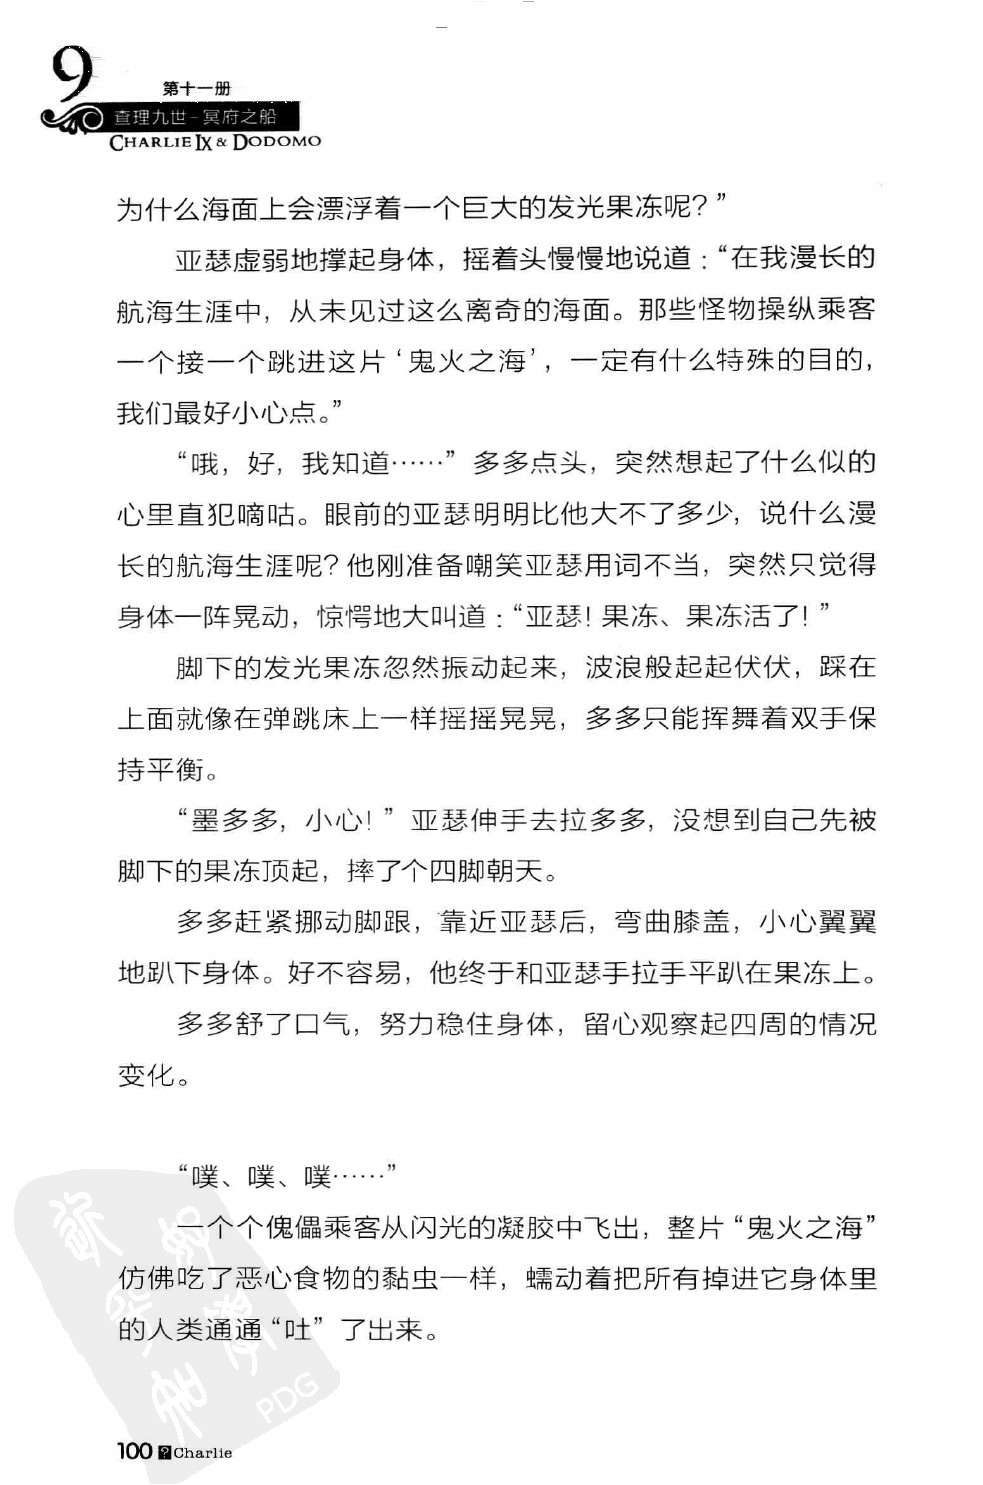 9
第十一册
查理九世-冥府之船
CHARLIE IX & DODOMO
为什么海面上会漂浮着一个巨大的发光果冻呢？”
亚瑟虚弱地撑起身体，摇着头慢慢地说道：“在我漫长的
航海生涯中，从未见过这么离奇的海面。那些怪物操纵乘客
一个接一个跳进这片‘鬼火之海’，一定有什么特殊的目的，
我们最好小心点。”
“哦，好，我知道……”多多点头，突然想起了什么似的
心里直犯嘀咕。眼前的亚瑟明明比他大不了多少，说什么漫
长的航海生涯呢？他刚准备嘲笑亚瑟用词不当，突然只觉得
身体一阵晃动，惊愕地大叫道：“亚瑟！果冻、果冻活了！”
脚下的发光果冻忽然振动起来，波浪般起起伏伏，踩在
上面就像在弹跳床上一样摇摇晃晃，多多只能挥舞着双手保
持平衡。
“墨多多，小心！”亚瑟伸手去拉多多，没想到自己先被
脚下的果冻顶起，摔了个四脚朝天。
多多赶紧挪动脚跟，靠近亚瑟后，弯曲膝盖，小心翼翼
地趴下身体。好不容易，他终于和亚瑟手拉手平趴在果冻上。
多多舒了口气，努力稳住身体，留心观察起四周的情况
变化。
“噗、噗、噗……”
一个个傀儡乘客从闪光的凝胶中飞出，整片“鬼火之海”
仿佛吃了恶心食物的黏虫一样，蠕动着把所有掉进它身体里
的人类通通“吐”了出来。
PDG
100 ? Charlie